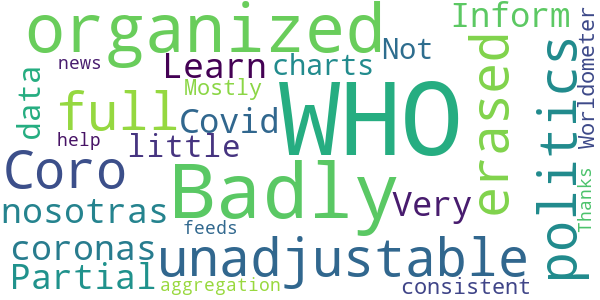 organized
Inform
Not
politics
Worldometer
news
Learn
charts
erased
data
Mostly
WHO
full
Covid
help
little
Coro
Badly
Thanks
nosotras
Very
feeds
coronas
unadjustable
Partial
aggregation
consistent